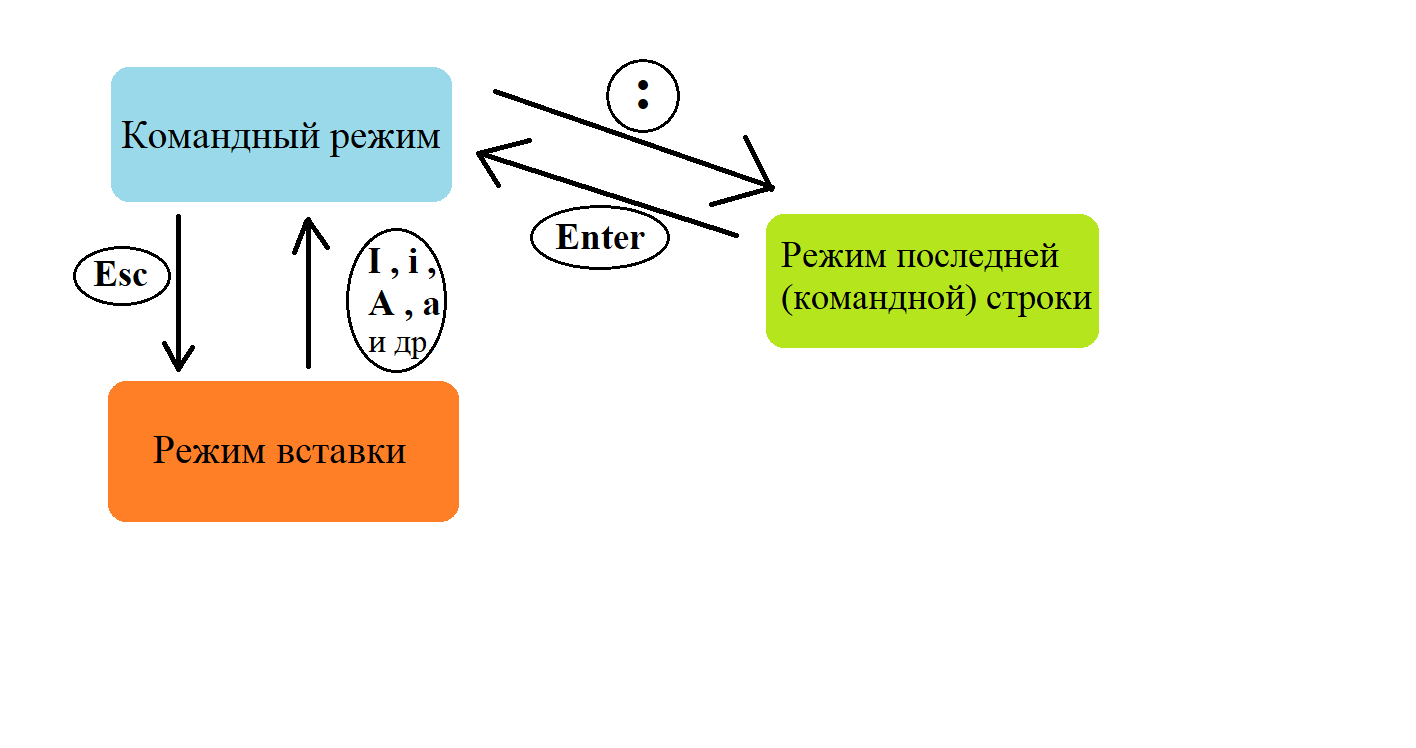 Командный режим
:
Enter
Esc
I , i ,
A , a
и др
Режим последней
(командной) строки
Режим вставки